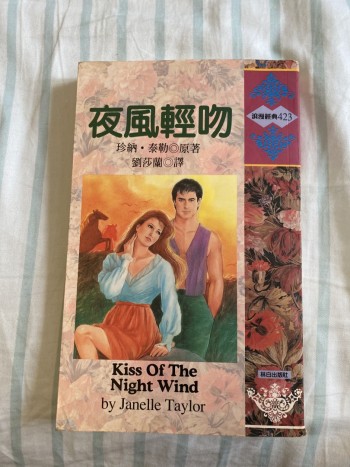 夜風輕吻
珍納・泰勒◎原著
劉莎蘭◎譯
Kiss Of The
Night Wind
by Janelle Taylor
浪漫經典423
林白出版社